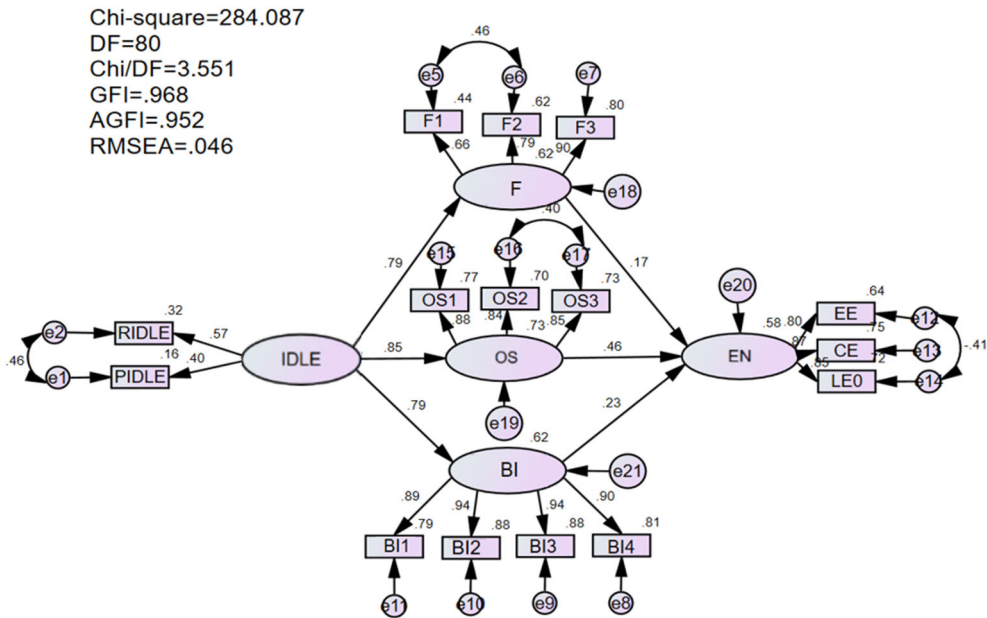 Chi-square=284.087
DF=80
Chi/DF=3.551
GFI=.968
AGFI=.952
RMSEA=.046
.46
e5 e6 e7
.44 .62 .80
F1 F2 F3
.66 .79 .62 .90
F e18
.40
.79 e15 e16 e17 .17
.77 .70 .73
OS1 OS2 OS3 e20
.88 .84 .73 .85
.32 .64
e2 RIDLE .57 .58 .80 EE e12
.46 .16 .40 IDLE .85 OS .46 EN .87 .75 CE e13 -.41
e1 PIDLE .85 .72 LE0 e14
.79 e19 .23
.62
BI e21
.89 .94 .94 .90
.79 .88 .88 .81
BI1 BI2 BI3 BI4
e11 e10 e9 e8